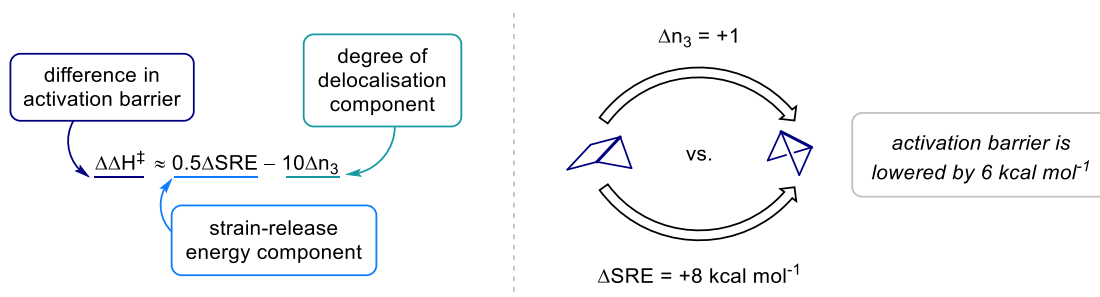 difference in
activation barrier
degree of
delocalisation
component
ΔΔH‡ ≈ 0.5ΔSRE − 10Δn₃
strain-release
energy component
Δn₃ = +1
vs.
ΔSRE = +8 kcal mol⁻¹
activation barrier is
lowered by 6 kcal mol⁻¹